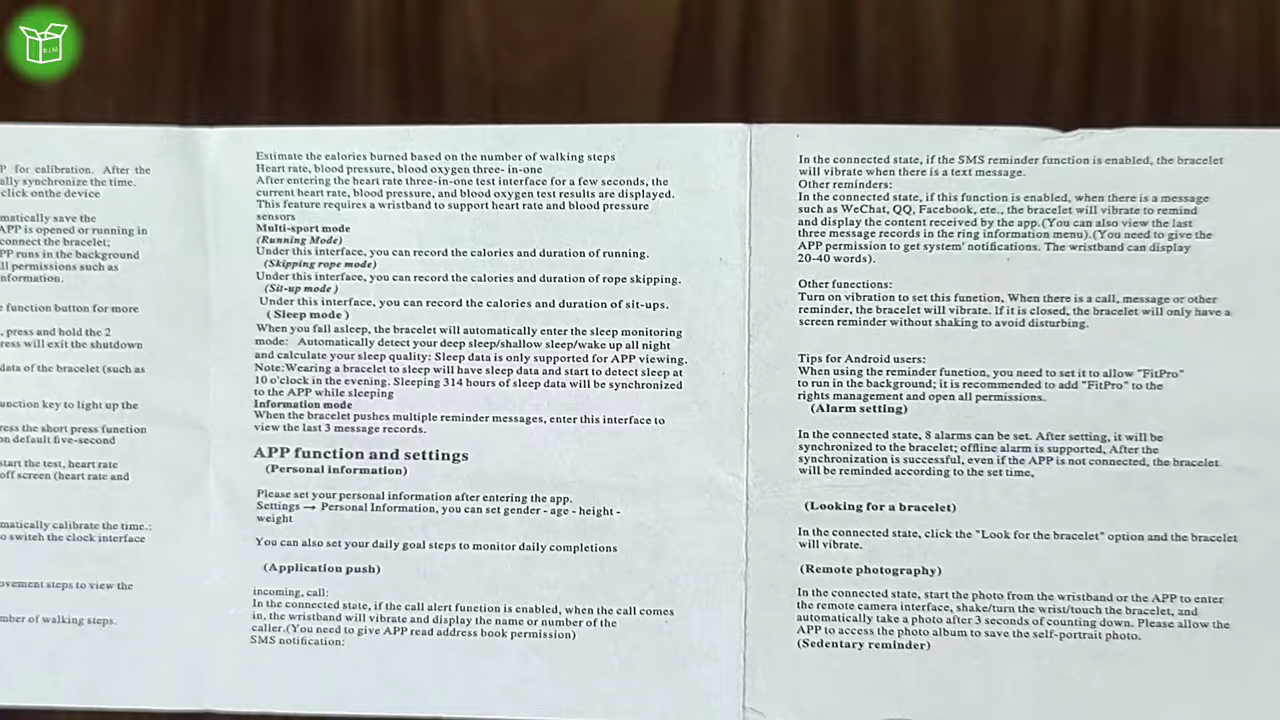 R.I.M
P for calibration. After the
ally synchronize the time.
click onthe device
matically save the
APP is opened or running in
connect the bracelet;
PP runs in the background
ll permissions such as
nformation.
e function button for more
, press and hold the 2
ress will exit the shutdown
data of the bracelet (such as
unction key to light up the
ress the short press function
on default five-second
start the test, heart rate
off screen (heart rate and
matically calibrate the time.:
o switch the clock interface
ovement steps to view the
mber of walking steps.
Estimate the ealories burned based on the number of walking steps
Heart rate, blood pressure, blood oxygen three- in-one
After entering the heart rate three-in-one test interface for a few seconds, the
current heart rate, blood pressure, and blood oxygen test results are displayed.
This feature requires a wristband to support heart rate and blood pressure
sensors
Multi-sport mode
(Running Mode)
Under this interface, you can record the calories and duration of running.
(Skipping rope mode)
Under this interface, you can record the calories and duration of rope skipping.
(Sit-up mode )
Under this interface, you can record the calories and duration of sit-ups.
( Sleep mode )
When you fall asleep, the bracelet will automatically enter the sleep monitoring
mode: Automatically detect your deep sleep/shallow sleep/wake up all night
and calculate your sleep quality: Sleep data is only supported for APP viewing.
Note:Wearing a bracelet to sleep will have sleep data and start to detect sleep at
10 o'clock in the evening. Sleeping 314 hours of sleep data will be synchronized
to the APP while sleeping
Information mode
When the bracelet pushes multiple reminder messages, enter this interface to
view the last 3 message records.
APP function and settings
(Personal information)
Please set your personal information after entering the app.
Settings → Personal Information, you can set gender - age - height -
weight
You can also set your daily goal steps to monitor daily completions
(Application push)
incoming, call:
In the connected state, if the call alert function is enabled, when the call comes
in, the wristband will vibrate and display the name or number of the
caller.(You need to give APP read address book permission)
SMS notification:
In the connected state, if the SMS reminder function is enabled, the bracelet
will vibrate when there is a text message.
Other reminders:
In the connected state, if this function is enabled, when there is a message
such as WeChat, QQ, Facebook, ete., the bracelet will vibrate to remind
and display the content received by the app.(You can also view the last
three message records in the ring information menu).(You need to give the
APP permission to get system' notifications. The wristband can display
20-40 words).
Other funections:
Turn on vibration to set this function, When there is a call, message or other
reminder, the bracelet will vibrate. If it is closed, the bracelet will only have a
screen reminder without shaking to avoid disturbing.
Tips for Android users:
When using the reminder function, you need to set it to allow "FitPro"
to run in the background; it is recommended to add "FitPro" to the
rights management and open all permissions.
(Alarm setting)
In the connected state, 8 alarms can be set. After setting, it will be
synchronized to the bracelet; offline alarm is supported, After the
synchronization is successful, even if the APP is not connected, the bracelet
will be reminded according to the set time,
(Looking for a bracelet)
In the connected state, click the "Look for the bracelet" option and the bracelet
will vibrate.
(Remote photography)
In the connected state, start the photo from the wristband or the APP to enter
the remote camera interface, shake/turn the wrist/touch the bracelet, and
automatically take a photo after 3 seconds of counting down. Please allow the
APP to access the photo album to save the self-portrait photo.
(Sedentary reminder)